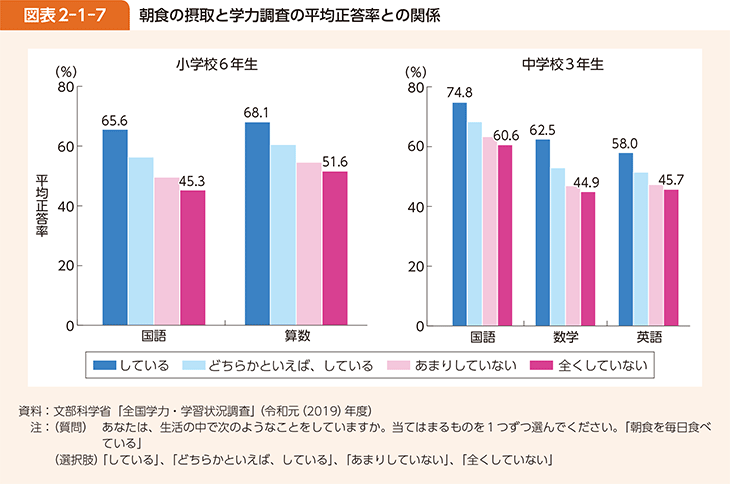 図表2-1-7 朝食の摂取と学力調査の平均正答率との関係
小学校6年生
(%)
80
60
40
20
0
平均正答率
65.6
45.3
68.1
51.6
国語
算数
中学校3年生
(%)
80
60
40
20
0
74.8
60.6
62.5
44.9
58.0
45.7
国語
数学
英語
している どちらかといえば、している あまりしていない 全くしていない
資料:文部科学省「全国学力・学習状況調査」(令和元(2019)年度)
注:(質問) あなたは、生活の中で次のようなことをしていますか。当てはまるものを1つずつ選んでください。「朝食を毎日食べ
ている」
(選択肢)「している」、「どちらかといえば、している」、「あまりしていない」、「全くしていない」